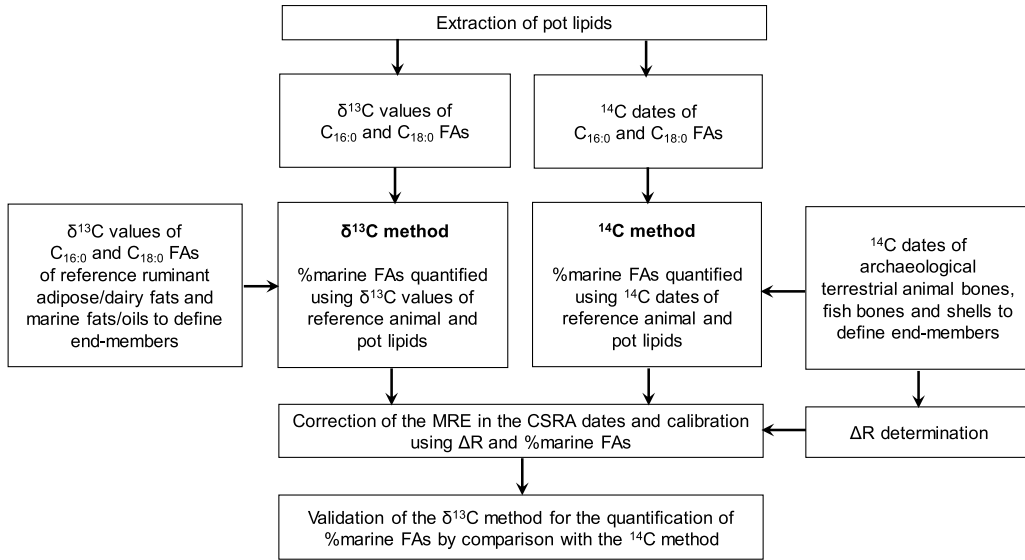 Extraction of pot lipids
δ¹³C values of
C₁₆:₀ and C₁₈:₀ FAs
¹⁴C dates of
C₁₆:₀ and C₁₈:₀ FAs
δ¹³C values of
C₁₆:₀ and C₁₈:₀ FAs
of reference ruminant
adipose/dairy fats and
marine fats/oils to define
end-members
δ¹³C method
%marine FAs quantified
using δ¹³C values of
reference animal and
pot lipids
¹⁴C method
%marine FAs quantified
using ¹⁴C dates of
reference animal and
pot lipids
¹⁴C dates of
archaeological
terrestrial animal bones,
fish bones and shells to
define end-members
Correction of the MRE in the CSRA dates and calibration
using ΔR and %marine FAs
ΔR determination
Validation of the δ¹³C method for the quantification of
%marine FAs by comparison with the ¹⁴C method